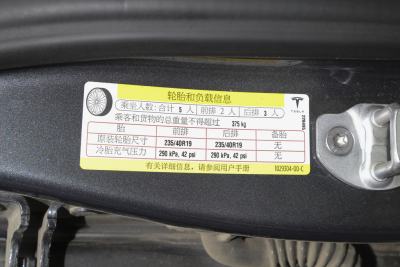 轮胎和负载信息
乘乘人数: 合计 5 人 前排 2 人 后排 3 人
乘客和货物的总重量不得超过 375 kg
TESLA
胎 前排 后排 备胎
原装轮胎尺寸 235/40R19 235/40R19 无
冷胎充气压力 290 kPa, 42 psi 290 kPa, 42 psi 无
有关详细信息, 请参阅用户手册
1029304-00-C